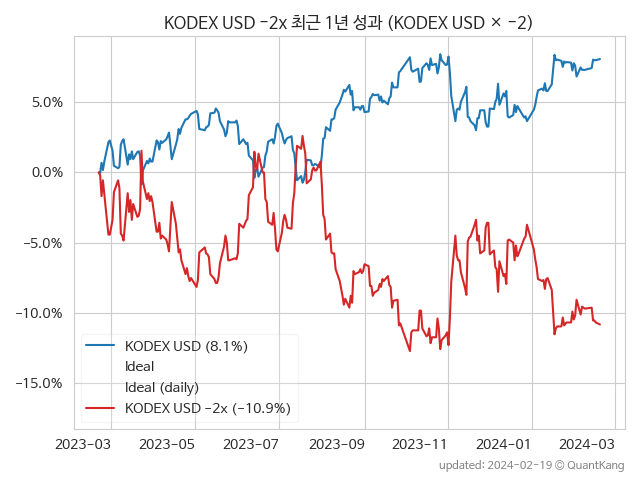 KODEX USD −2x 최근 1년 성과 (KODEX USD × −2)
5.0%
0.0%
−5.0%
−10.0%
−15.0%
KODEX USD (8.1%)
Ideal
Ideal (daily)
KODEX USD −2x (−10.9%)
2023−03 2023−05 2023−07 2023−09 2023−11 2024−01 2024−03
updated: 2024−02−19 © QuantKang